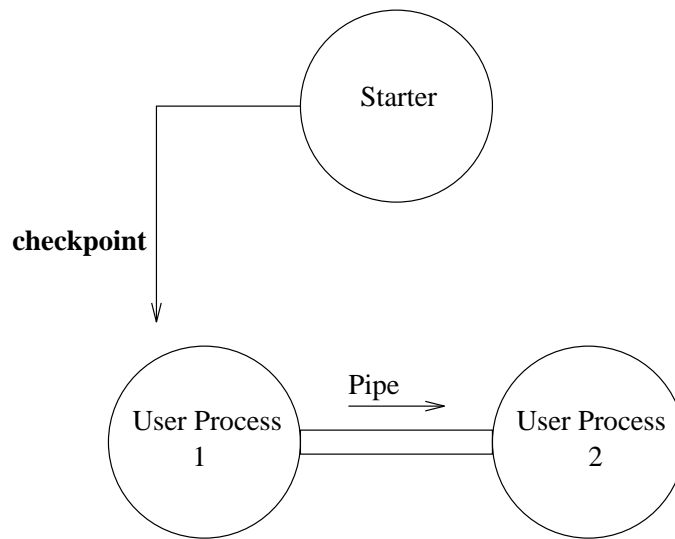 Starter
checkpoint
Pipe
User Process
1
User Process
2